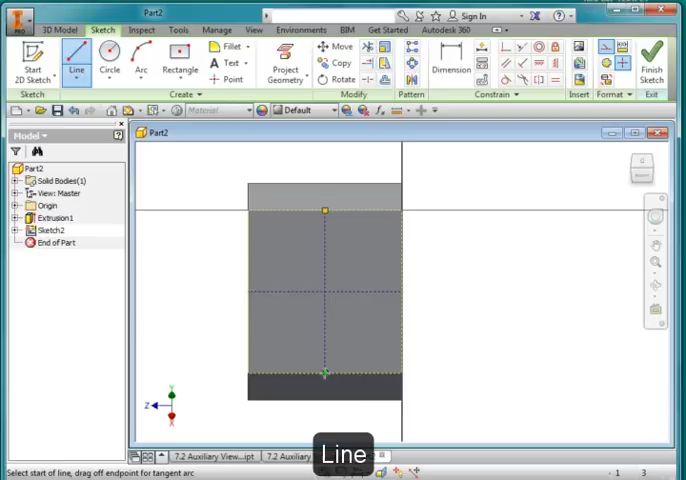 Part2
Sign In
PRO
3D Model Sketch Inspect Tools Manage View Environments BIM Get Started Autodesk 360
Start
2D Sketch
Line
Circle
Arc
Rectangle
Fillet
Text
Point
Project
Geometry
Move
Copy
Rotate
Dimension
Finish
Sketch
Sketch Create Modify Pattern Constrain Insert Format Exit
Material Default
Model
Part2
Solid Bodies(1)
View: Master
Origin
Extrusion1
Sketch2
End of Part
Part2
Y
Z
X
7.2 Auxiliary View...ipt 7.2 Auxiliary
Line
Select start of line, drag off endpoint for tangent arc
1 3